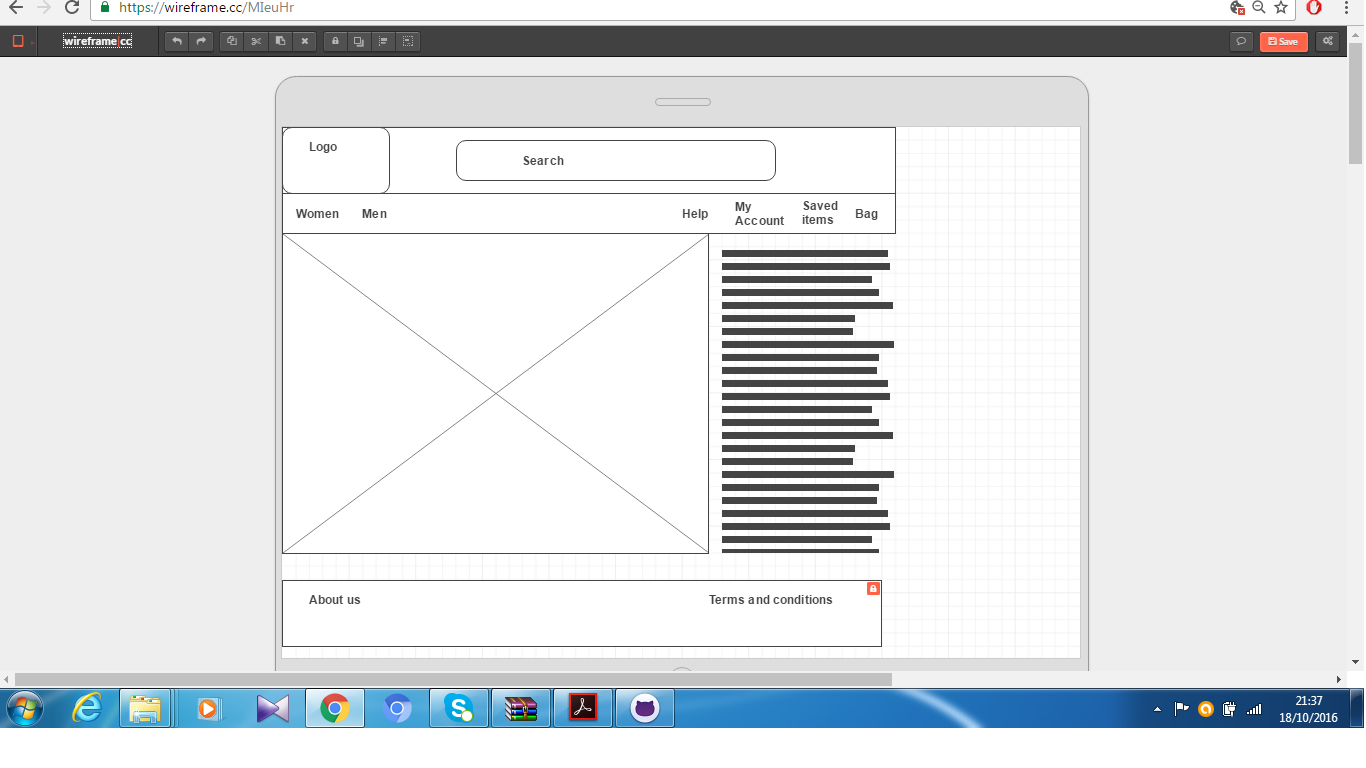 https://wireframe.cc/MIeuHr
wireframe|cc
Save
Logo
Search
Women Men Help My Account Saved items Bag
About us Terms and conditions
21:37
18/10/2016